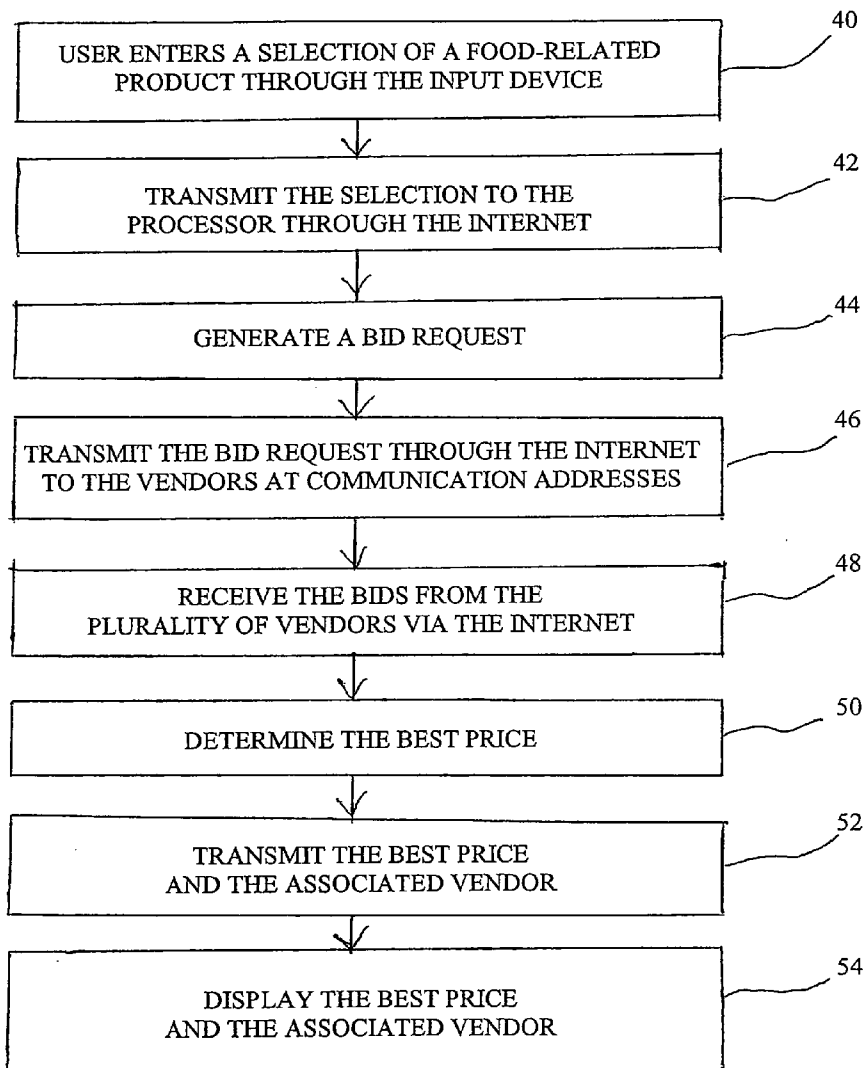 40
USER ENTERS A SELECTION OF A FOOD-RELATED
PRODUCT THROUGH THE INPUT DEVICE
42
TRANSMIT THE SELECTION TO THE
PROCESSOR THROUGH THE INTERNET
44
GENERATE A BID REQUEST
46
TRANSMIT THE BID REQUEST THROUGH THE INTERNET
TO THE VENDORS AT COMMUNICATION ADDRESSES
48
RECEIVE THE BIDS FROM THE
PLURALITY OF VENDORS VIA THE INTERNET
50
DETERMINE THE BEST PRICE
52
TRANSMIT THE BEST PRICE
AND THE ASSOCIATED VENDOR
54
DISPLAY THE BEST PRICE
AND THE ASSOCIATED VENDOR